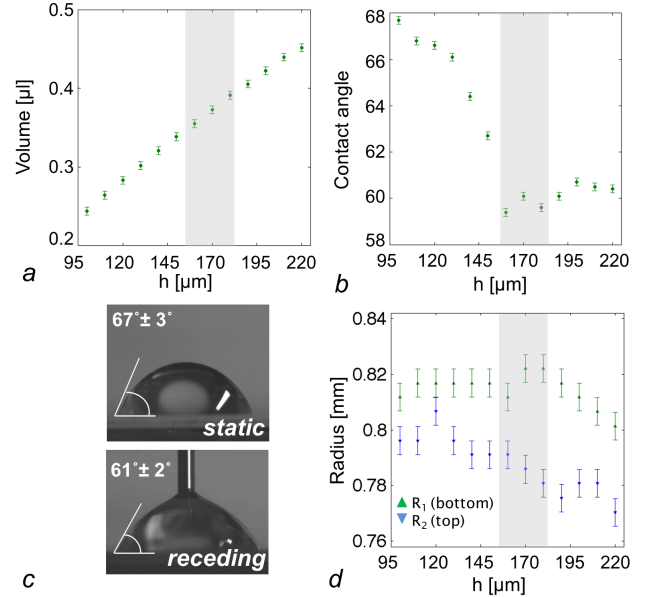 0.5
0.4
0.3
0.2
Volume [µl]
95 120 145 170 195 220
h [µm]
a
68
66
64
62
60
58
Contact angle
95 120 145 170 195 220
h [µm]
b
67˚± 3˚
static
61˚± 2˚
receding
c
0.84
0.82
0.8
0.78
0.76
Radius [mm]
R1 (bottom)
R2 (top)
95 120 145 170 195 220
h [µm]
d